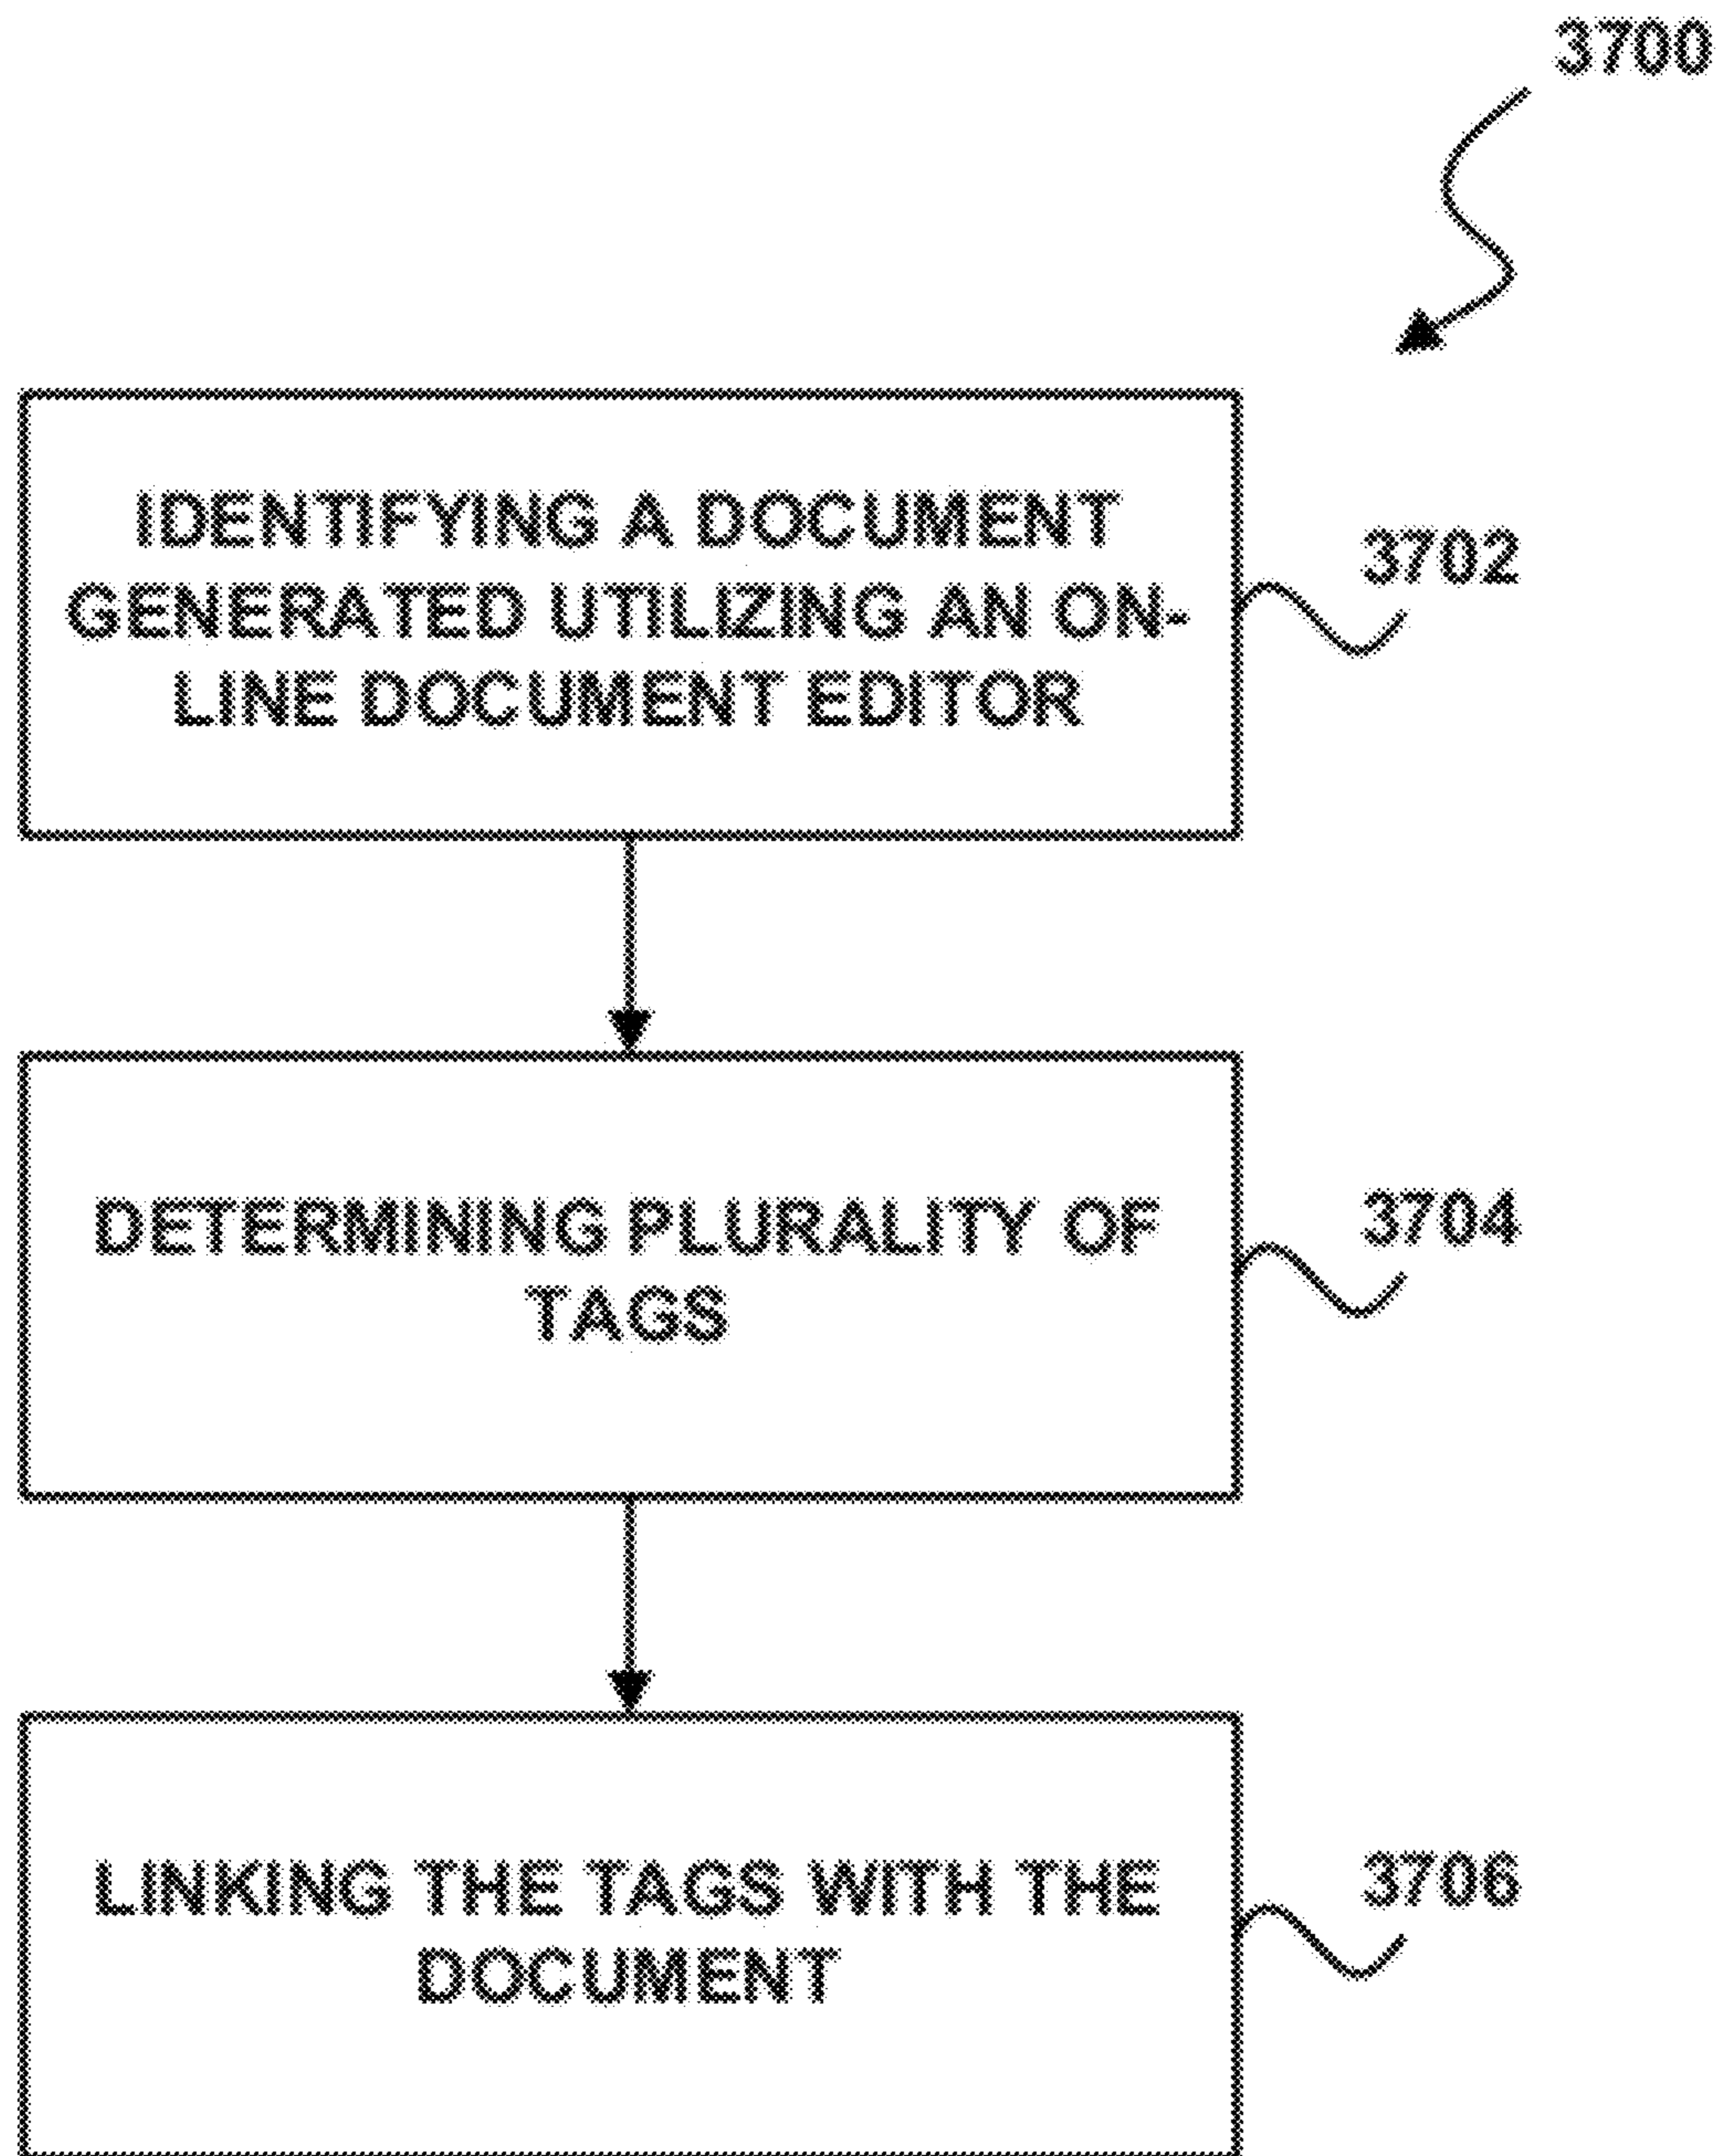 3700
IDENTIFYING A DOCUMENT
GENERATED UTILIZING AN ON-
LINE DOCUMENT EDITOR
3702
DETERMINING PLURALITY OF
TAGS
3704
LINKING THE TAGS WITH THE
DOCUMENT
3706